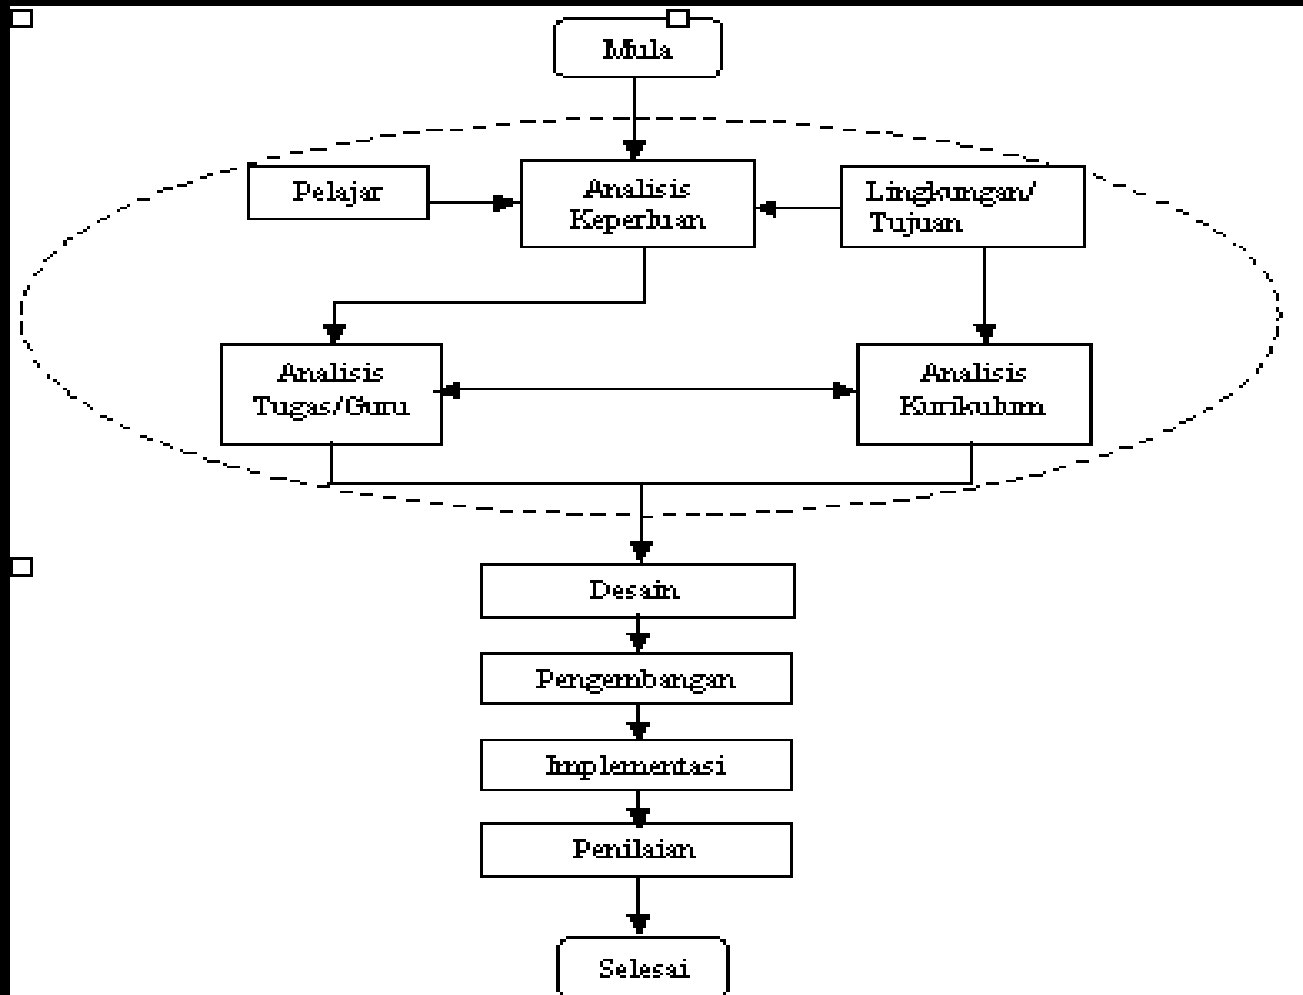 Mula
Pelajar
Analisis
Keperluan
Lingkungan/
Tujuan
Analisis
Tugas/Guru
Analisis
Kurikulum
Desain
Pengembangan
Implementasi
Penilaian
Selesai